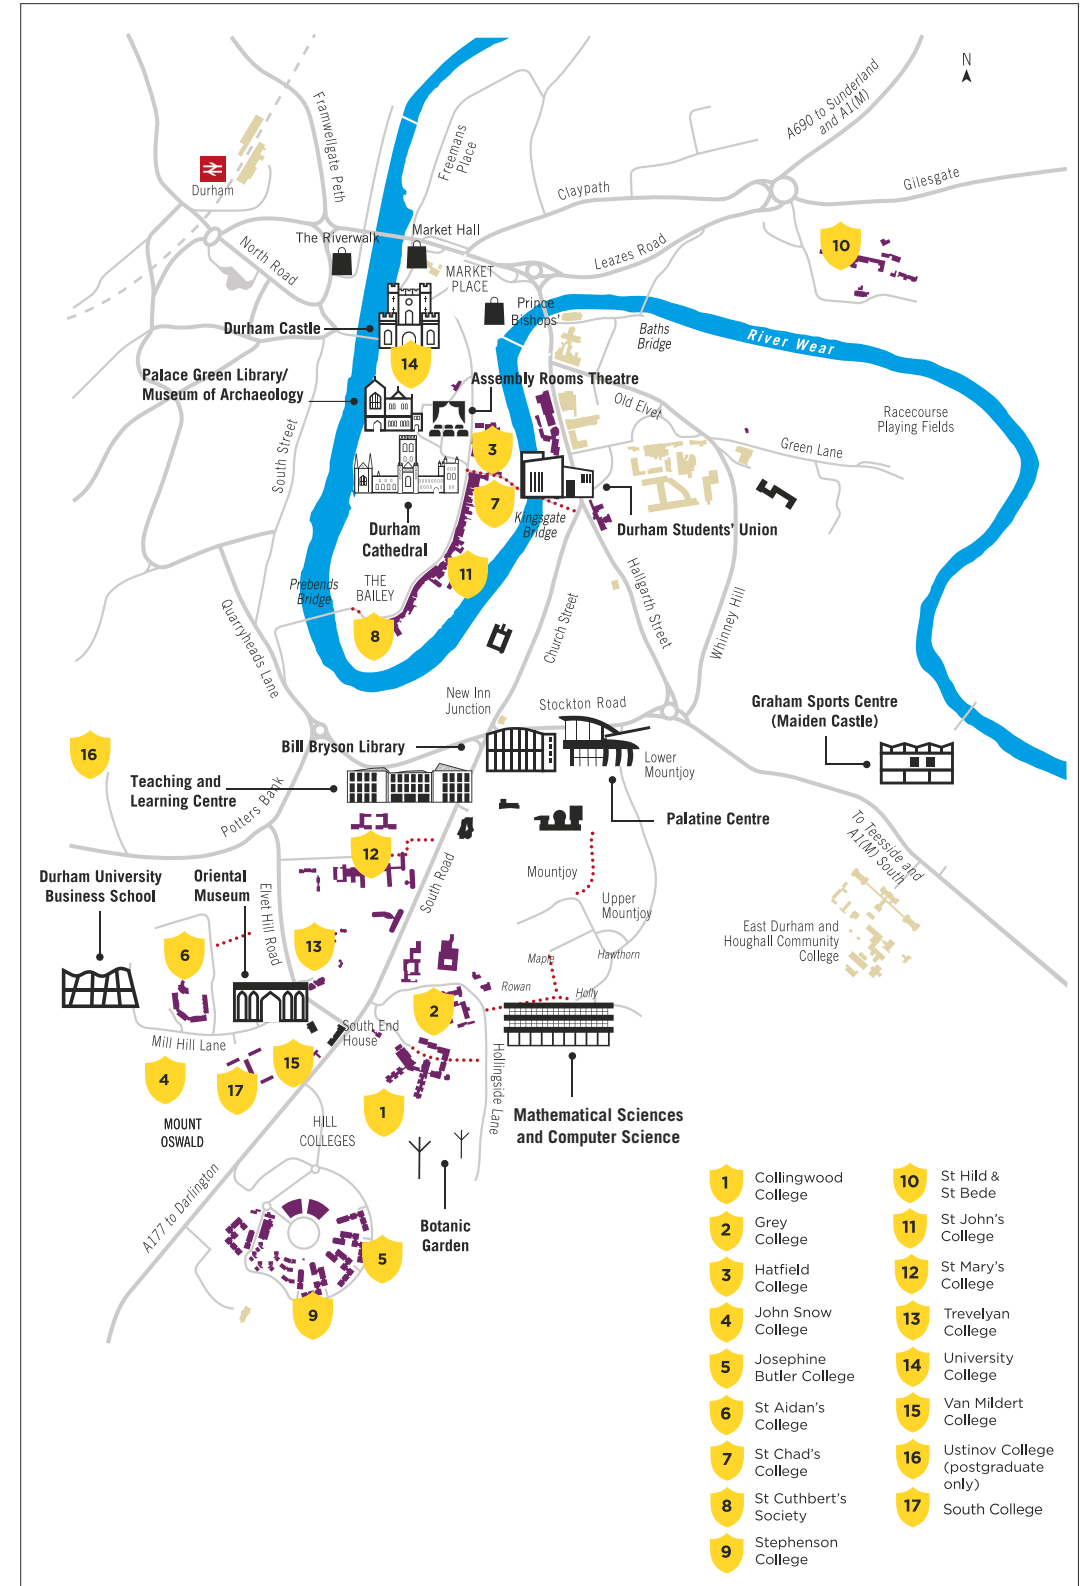 N
A690 to Sunderland
and A1(M)
Framwellgate Peth
Freemans
Place
Durham
Claypath
Gilesgate
The Riverwalk
Market Hall
North Road
Leazes Road
10
MARKET
PLACE
Prince
Bishops'
Durham Castle
Baths
Bridge
River Wear
14
Palace Green Library/
Museum of Archaeology
Assembly Rooms Theatre
Old Elvet
Racecourse
Playing Fields
South Street
3
Green Lane
7
Kingsgate
Bridge
Durham Students' Union
Durham
Cathedral
Prebends
Bridge
THE
BAILEY
11
8
Hallgarth Street
Whinney Hill
Quarryheads Lane
Church Street
New Inn
Junction
Stockton Road
Graham Sports Centre
(Maiden Castle)
16
Bill Bryson Library
Lower
Mountjoy
Teaching and
Learning Centre
Potters Bank
Palatine Centre
To Teesside and
A1(M) South
12
Durham University
Business School
Oriental
Museum
South Road
Mountjoy
Elvet Hill Road
Upper
Mountjoy
East Durham and
Houghall Community
College
13
6
Maple
Hawthorn
Rowan
Holly
2
South End
House
Mill Hill Lane
Hollingside Lane
15
4
17
1
Mathematical Sciences
and Computer Science
MOUNT
OSWALD
HILL
COLLEGES
A177 to Darlington
Botanic
Garden
5
9
1 Collingwood
College
2 Grey
College
3 Hatfield
College
4 John Snow
College
5 Josephine
Butler College
6 St Aidan's
College
7 St Chad's
College
8 St Cuthbert's
Society
9 Stephenson
College
10 St Hild &
St Bede
11 St John's
College
12 St Mary's
College
13 Trevelyan
College
14 University
College
15 Van Mildert
College
16 Ustinov College
(postgraduate
only)
17 South College